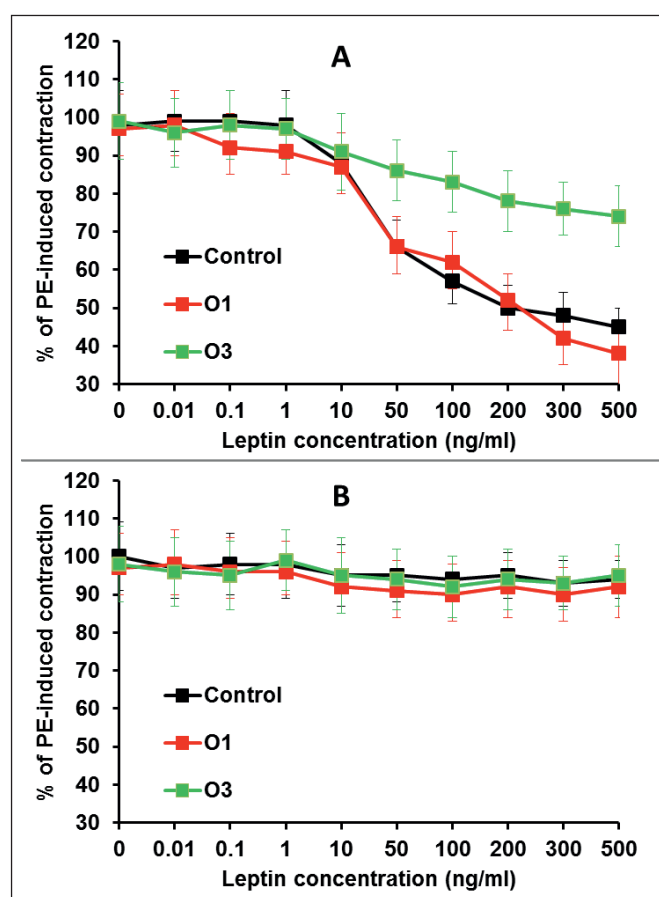 A
% of PE-induced contraction
120
110
100
90
80
70
60
50
40
30
Control
O1
O3
0 0.01 0.1 1 10 50 100 200 300 500
Leptin concentration (ng/ml)
B
% of PE-induced contraction
120
110
100
90
80
70
60
50
40
30
Control
O1
O3
0 0.01 0.1 1 10 50 100 200 300 500
Leptin concentration (ng/ml)